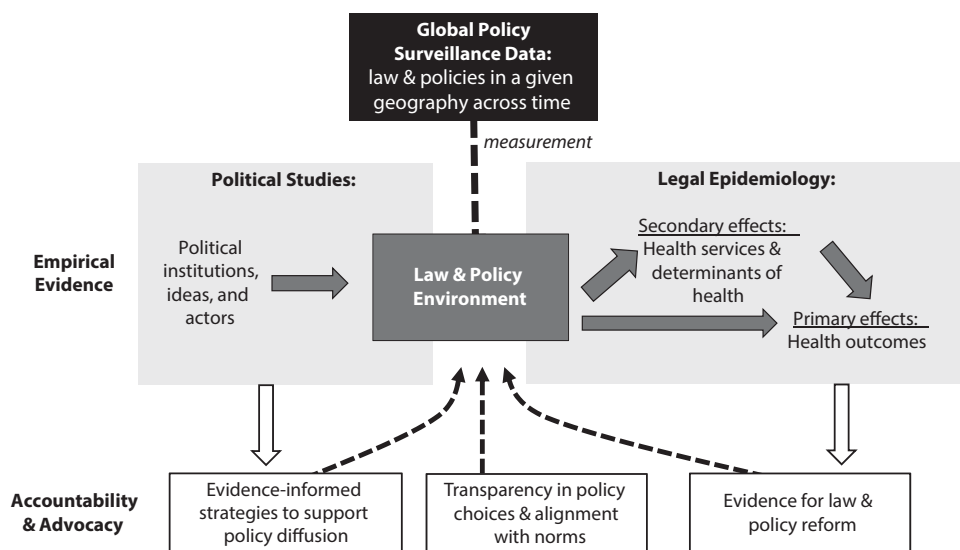 Global Policy
Surveillance Data:
law & policies in a given
geography across time
measurement
Political Studies:
Legal Epidemiology:
Empirical
Evidence
Political
institutions,
ideas, and
actors
Law & Policy
Environment
Secondary effects:
Health services &
determinants of
health
Primary effects:
Health outcomes
Accountability
& Advocacy
Evidence-informed
strategies to support
policy diffusion
Transparency in policy
choices & alignment
with norms
Evidence for law &
policy reform